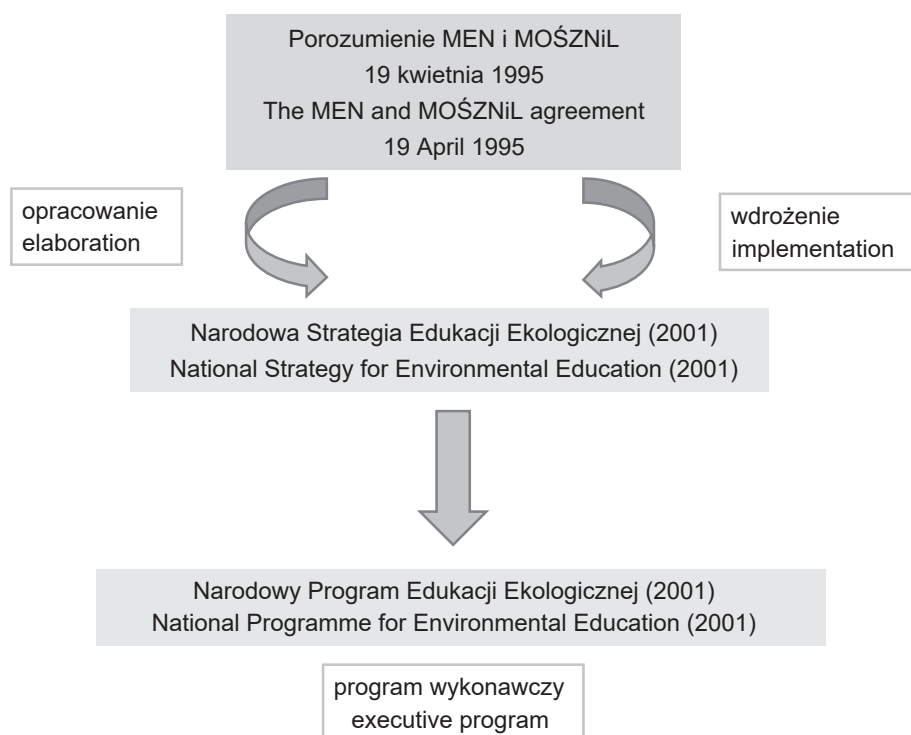 Porozumienie MEN i MOŚZNiL
19 kwietnia 1995
The MEN and MOŚZNiL agreement
19 April 1995
opracowanie
elaboration
wdrożenie
implementation
Narodowa Strategia Edukacji Ekologicznej (2001)
National Strategy for Environmental Education (2001)
Narodowy Program Edukacji Ekologicznej (2001)
National Programme for Environmental Education (2001)
program wykonawczy
executive program